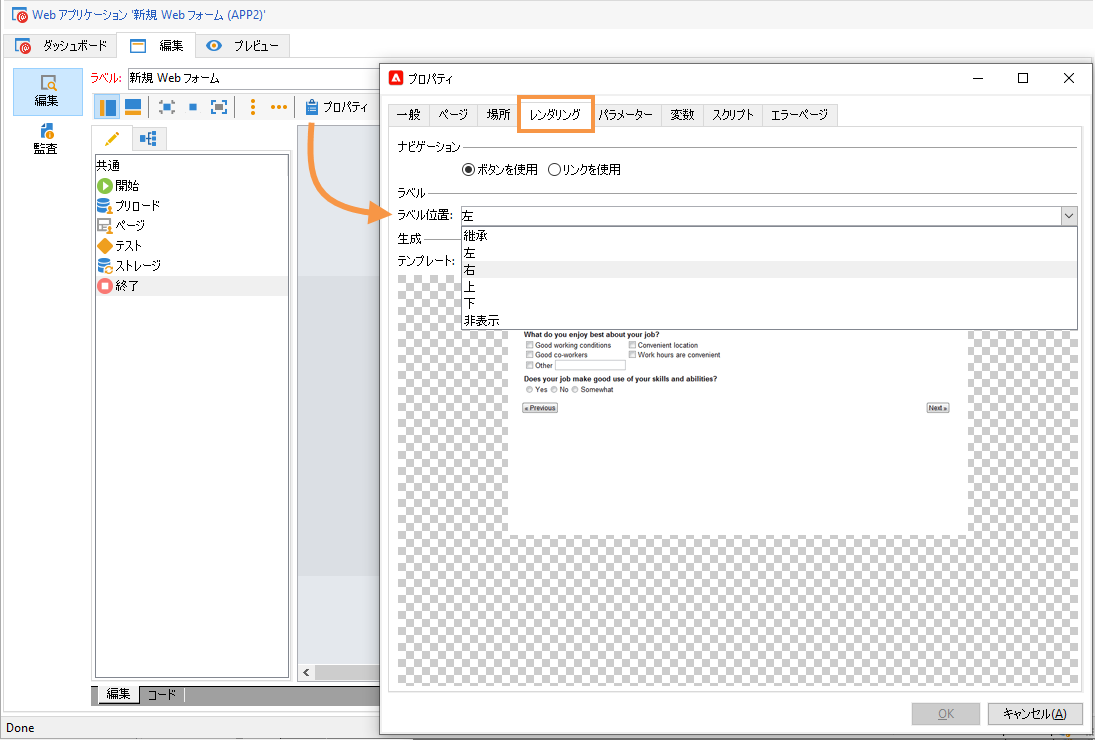 Web アプリケーション '新規 Web フォーム (APP2)'
ダッシュボード 編集 プレビュー
編集
監査
ラベル: 新規 Web フォーム
プロパティ
共通
開始
プリロード
ページ
テスト
ストレージ
終了
編集 コード
Done
プロパティ
一般 ページ 場所 レンダリング パラメーター 変数 スクリプト エラーページ
ナビゲーション
ボタンを使用 リンクを使用
ラベル
ラベル位置: 左
継承
左
右
上
下
非表示
生成
テンプレート:
What do you enjoy best about your job?
Good working conditions Convenient location
Good co-workers Work hours are convenient
Other
Does your job make good use of your skills and abilities?
Yes No Somewhat
« Previous Next »
OK キャンセル(A)